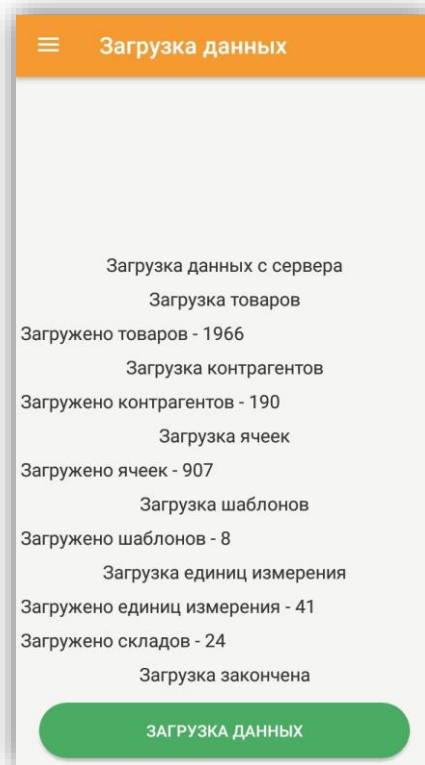 Загрузка данных
Загрузка данных с сервера
Загрузка товаров
Загружено товаров - 1966
Загрузка контрагентов
Загружено контрагентов - 190
Загрузка ячеек
Загружено ячеек - 907
Загрузка шаблонов
Загружено шаблонов - 8
Загрузка единиц измерения
Загружено единиц измерения - 41
Загружено складов - 24
Загрузка закончена
ЗАГРУЗКА ДАННЫХ